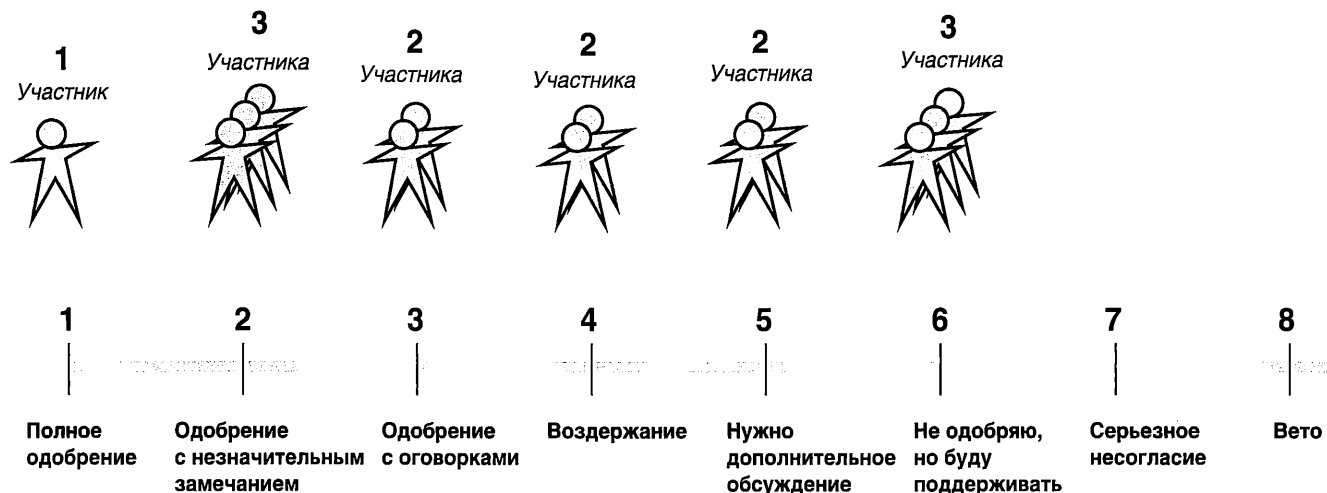 1
Участник
3
Участника
2
Участника
2
Участника
2
Участника
3
Участника
1 2 3 4 5 6 7 8
Полное
одобрение
Одобрение
с незначительным
замечанием
Одобрение
с оговорками
Воздержание
Нужно
дополнительное
обсуждение
Не одобряю,
но буду
поддерживать
Серьезное
несогласие
Вето